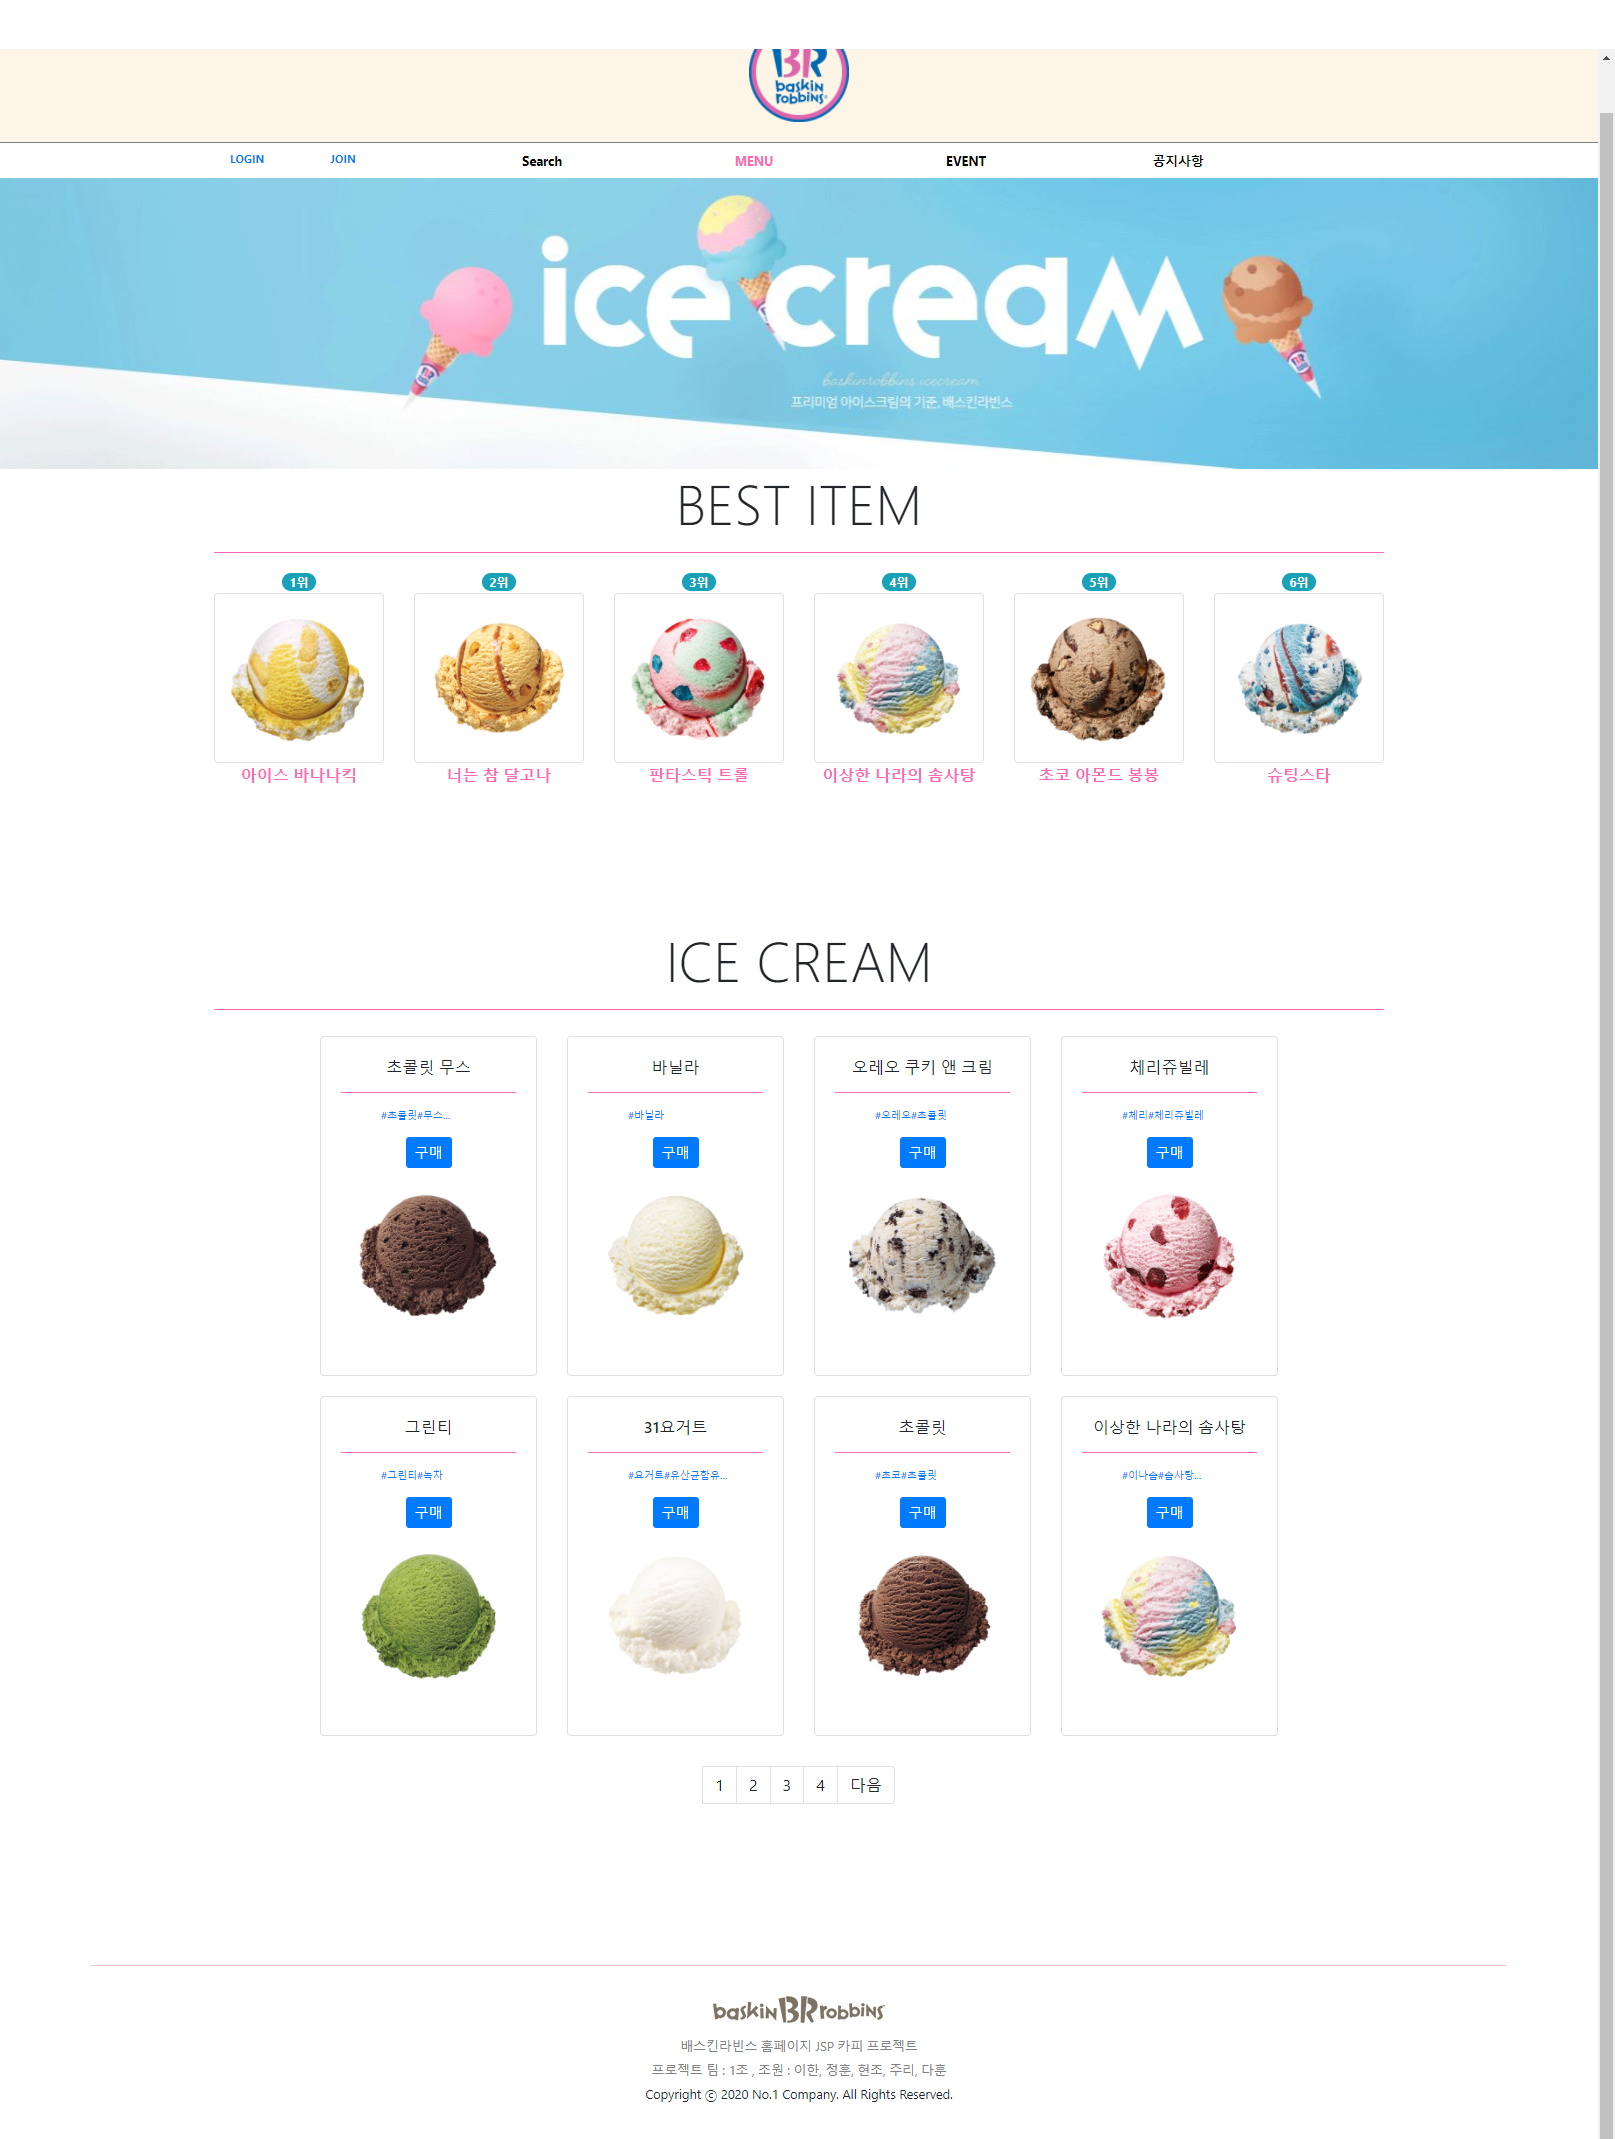 BR
baskin
robbins
LOGIN JOIN Search MENU EVENT 공지사항
ice cream
baskinrobbins icecream
프리미엄 아이스크림의 기준, 배스킨라빈스
BEST ITEM
1위 2위 3위 4위 5위 6위
아이스 바나나킥 너는 참 달고나 판타스틱 트롤 이상한 나라의 솜사탕 초코 아몬드 봉봉 슈팅스타
ICE CREAM
초콜릿 무스 바닐라 오레오 쿠키 앤 크림 체리쥬빌레
#초콜릿#무스... #바닐라 #오레오#초콜릿 #체리#체리쥬빌레
구매 구매 구매 구매
그린티 31요거트 초콜릿 이상한 나라의 솜사탕
#그린티#녹차 #요거트#유산균함유... #초코#초콜릿 #이나솜#솜사탕...
구매 구매 구매 구매
1 2 3 4 다음
baskin BR robbins
배스킨라빈스 홈페이지 JSP 카피 프로젝트
프로젝트 팀 : 1조 , 조원 : 이한, 정훈, 현조, 주리, 다훈
Copyright ⓒ 2020 No.1 Company. All Rights Reserved.